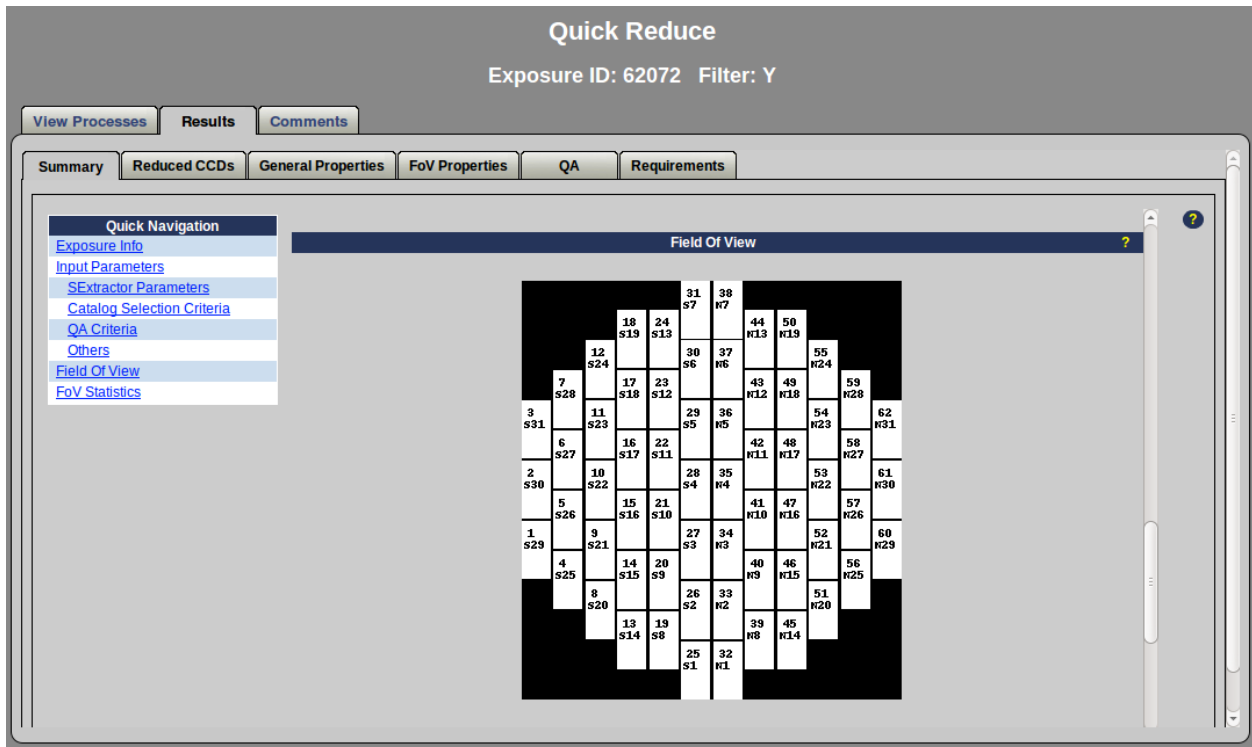 Quick Reduce
Exposure ID: 62072 Filter: Y
View Processes Results Comments
Summary Reduced CCDs General Properties FoV Properties QA Requirements
?
Quick Navigation
Exposure Info
Input Parameters
SExtractor Parameters
Catalog Selection Criteria
QA Criteria
Others
Field Of View
FoV Statistics
Field Of View ?
31 38
S7 N7
18 24 44 50
S19 S13 N13 N19
12 30 37 55
S24 S6 N6 N24
7 17 23 43 49 59
S28 S18 S12 N12 N18 N28
3 11 29 36 54 62
S31 S23 S5 N5 N23 N31
6 16 22 42 48 58
S27 S17 S11 N11 N17 N27
2 10 28 35 53 61
S30 S22 S4 N4 N22 N30
5 15 21 41 47 57
S26 S16 S10 N10 N16 N26
1 9 27 34 52 60
S29 S21 S3 N3 N21 N29
4 14 20 40 46 56
S25 S15 S9 N9 N15 N25
8 26 33 51
S20 S2 N2 N20
13 19 39 45
S14 S8 N8 N14
25 32
S1 N1